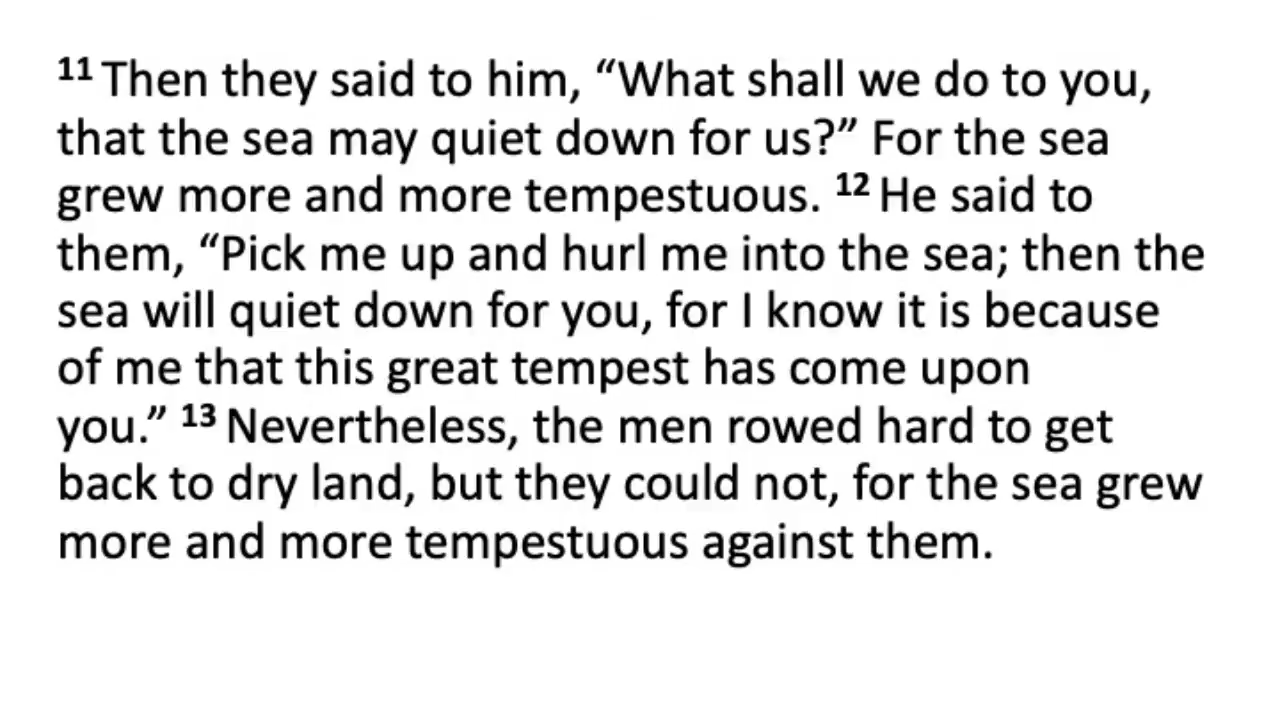 11 Then they said to him, “What shall we do to you,
that the sea may quiet down for us?” For the sea
grew more and more tempestuous. 12 He said to
them, “Pick me up and hurl me into the sea; then the
sea will quiet down for you, for I know it is because
of me that this great tempest has come upon
you.” 13 Nevertheless, the men rowed hard to get
back to dry land, but they could not, for the sea grew
more and more tempestuous against them.